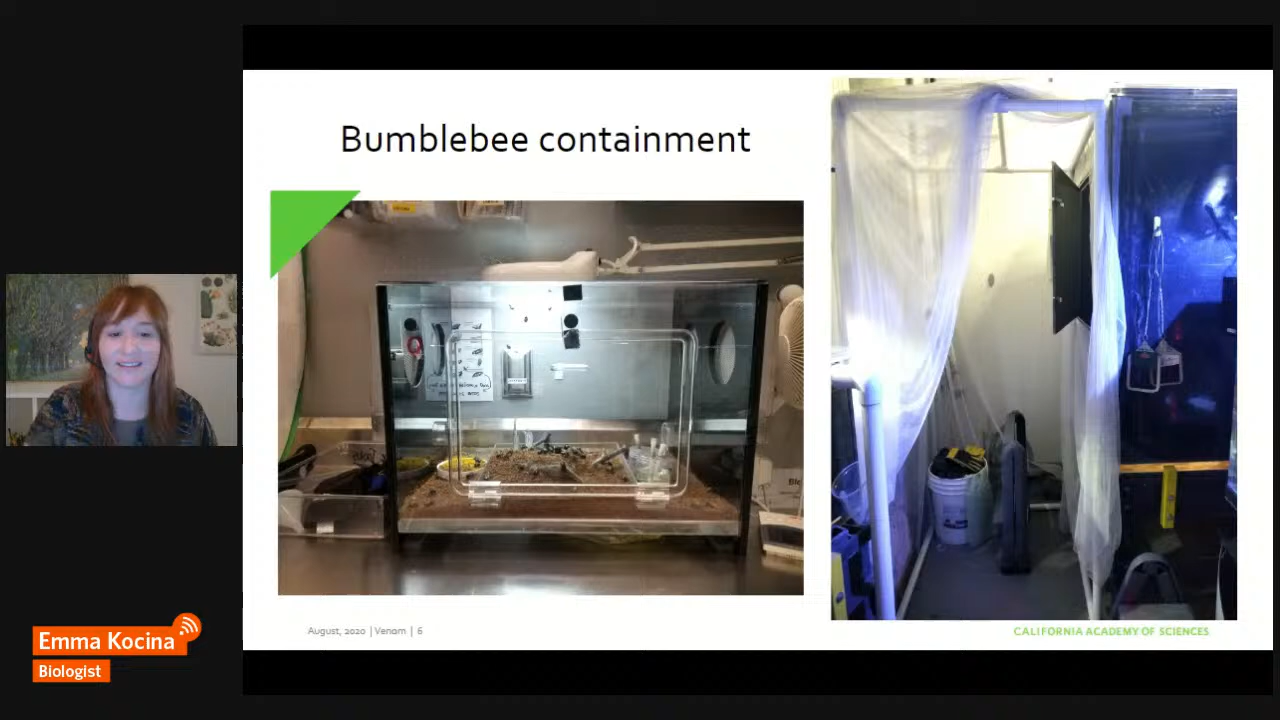 Bumblebee containment
Emma Kocina
Biologist
August, 2020 | Venom | 6
CALIFORNIA ACADEMY OF SCIENCES